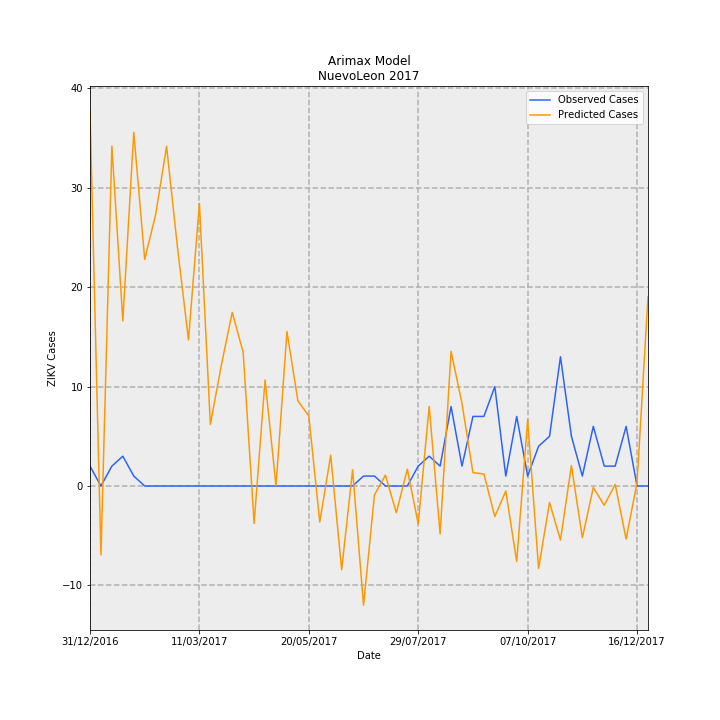 Arimax Model
NuevoLeon 2017
Observed Cases
Predicted Cases
40
30
20
10
0
−10
ZIKV Cases
31/12/2016
11/03/2017
20/05/2017
29/07/2017
07/10/2017
16/12/2017
Date